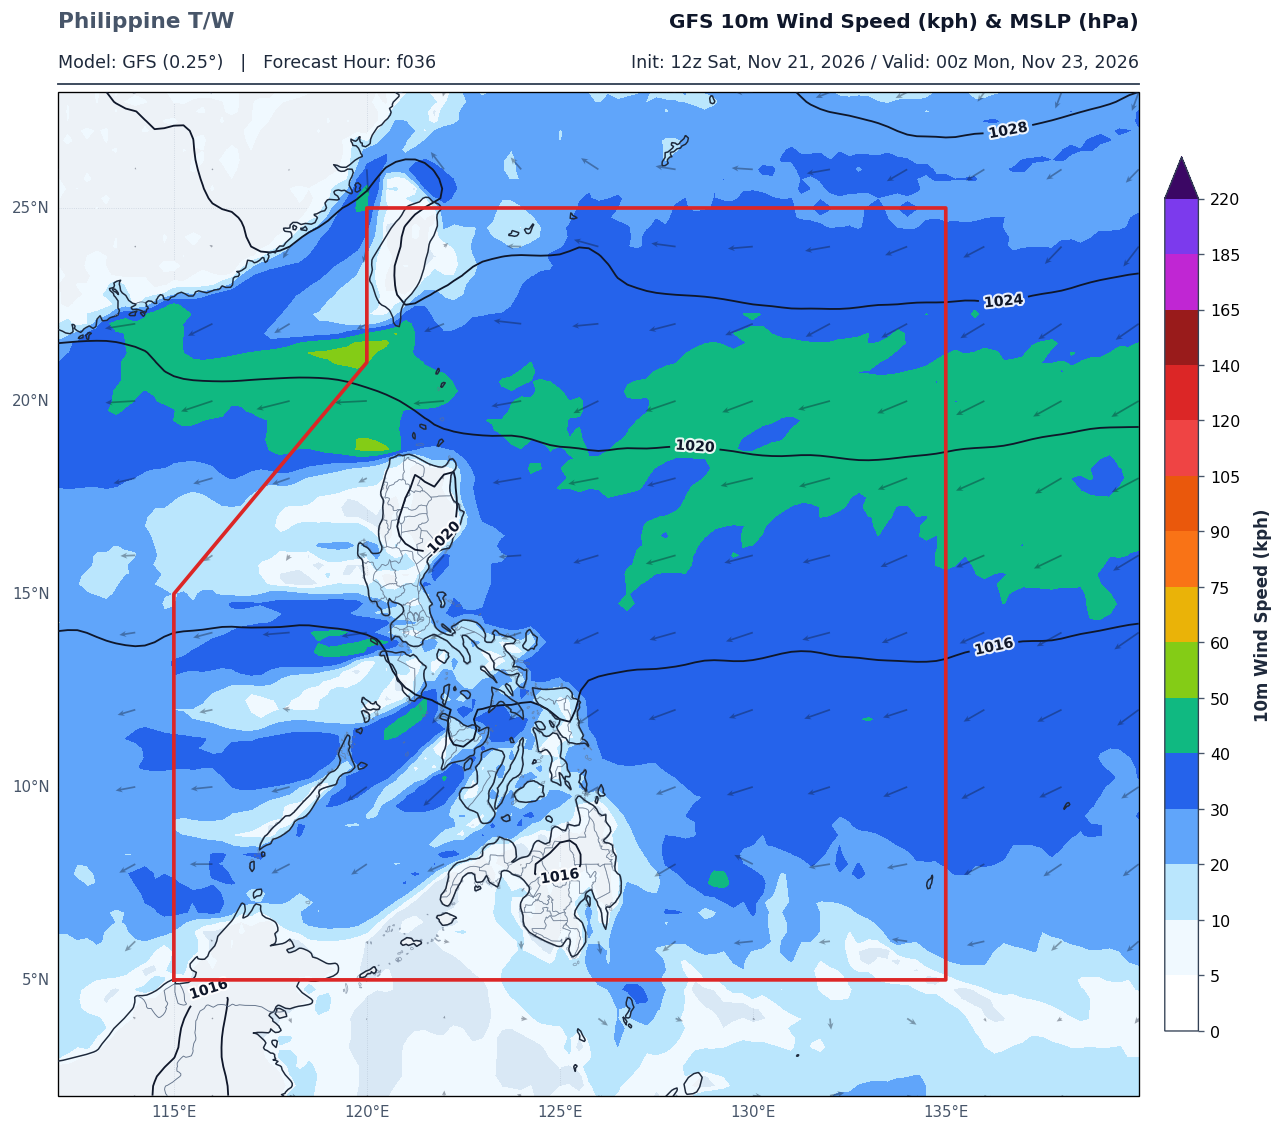 Philippine T/W
GFS 10m Wind Speed (kph) & MSLP (hPa)
Model: GFS (0.25°) | Forecast Hour: f036
Init: 12z Sat, Nov 21, 2026 / Valid: 00z Mon, Nov 23, 2026
1028
1024
1020
1020
1016
1016
1016
25°N
20°N
15°N
10°N
5°N
115°E
120°E
125°E
130°E
135°E
220
185
165
140
120
105
90
75
60
50
40
30
20
10
5
0
10m Wind Speed (kph)